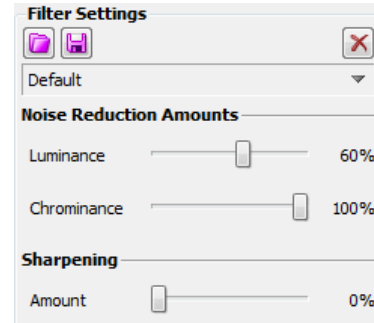 Filter Settings
Default
Noise Reduction Amounts
Luminance 60%
Chrominance 100%
Sharpening
Amount 0%